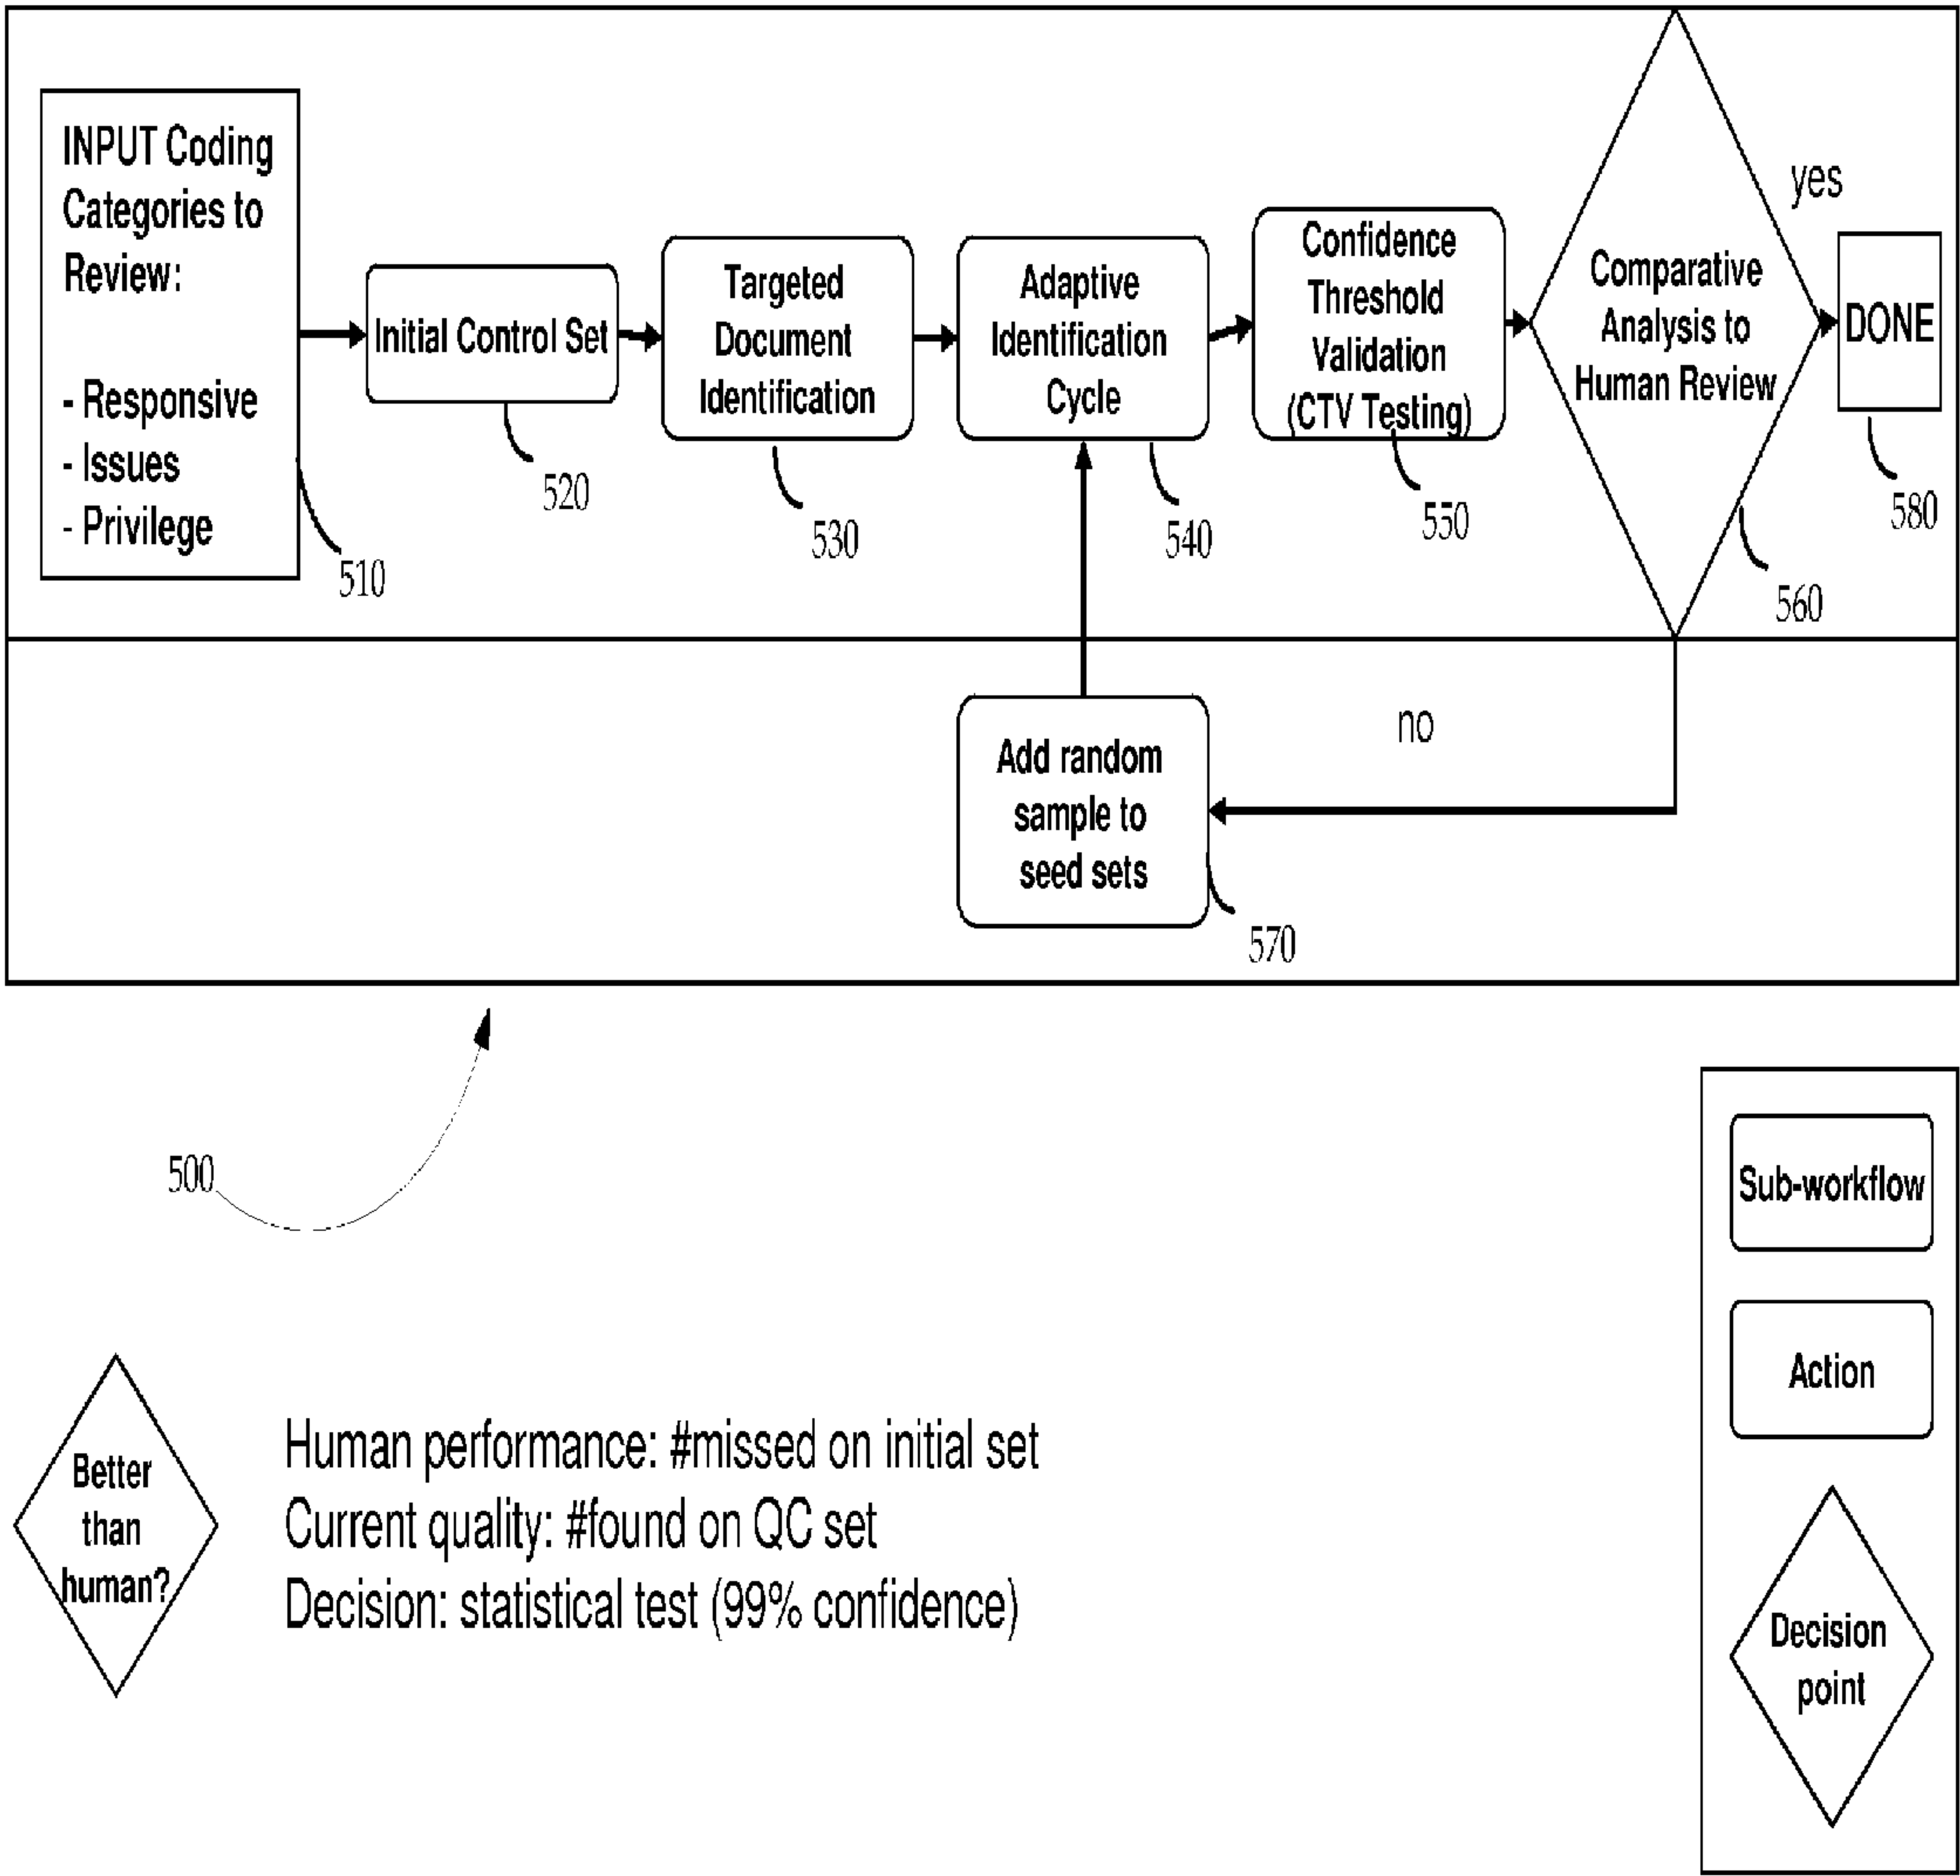 INPUT Coding
Categories to
Review:
- Responsive
- Issues
- Privilege
510
Initial Control Set
520
Targeted
Document
Identification
530
Adaptive
Identification
Cycle
540
Confidence
Threshold
Validation
(CTV Testing)
550
Comparative
Analysis to
Human Review
560
yes
DONE
580
no
Add random
sample to
seed sets
570
500
Better
than
human?
Human performance: #missed on initial set
Current quality: #found on QC set
Decision: statistical test (99% confidence)
Sub-workflow
Action
Decision
point